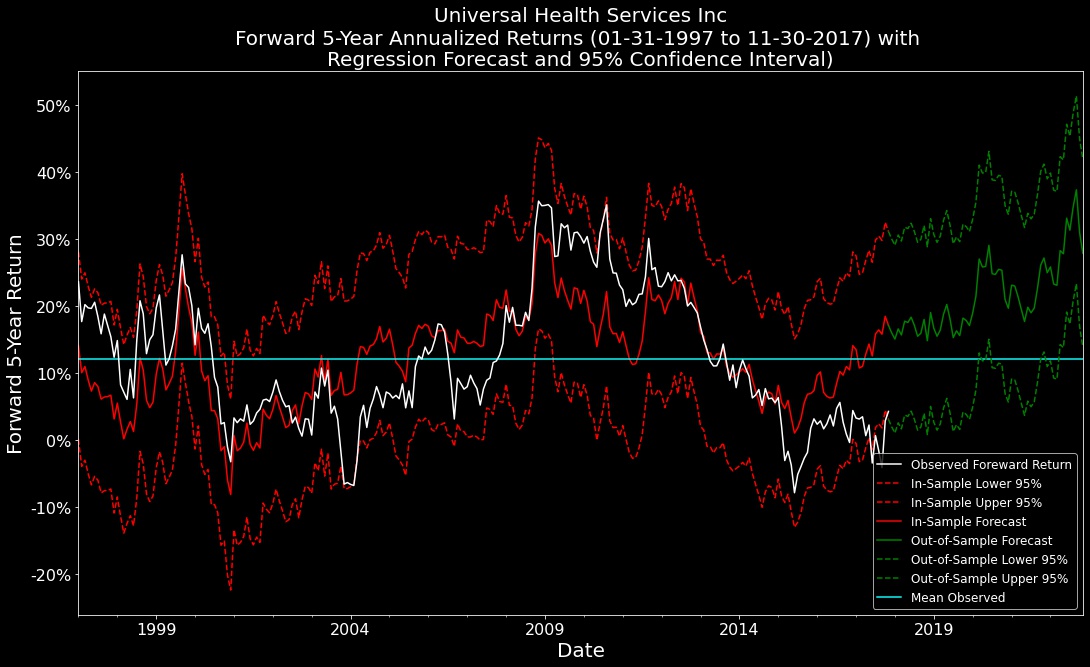 Universal Health Services Inc
Forward 5-Year Annualized Returns (01-31-1997 to 11-30-2017) with
Regression Forecast and 95% Confidence Interval)
Forward 5-Year Return
50%
40%
30%
20%
10%
0%
-10%
-20%
Observed Foreward Return
In-Sample Lower 95%
In-Sample Upper 95%
In-Sample Forecast
Out-of-Sample Forecast
Out-of-Sample Lower 95%
Out-of-Sample Upper 95%
Mean Observed
1999 2004 2009 2014 2019
Date